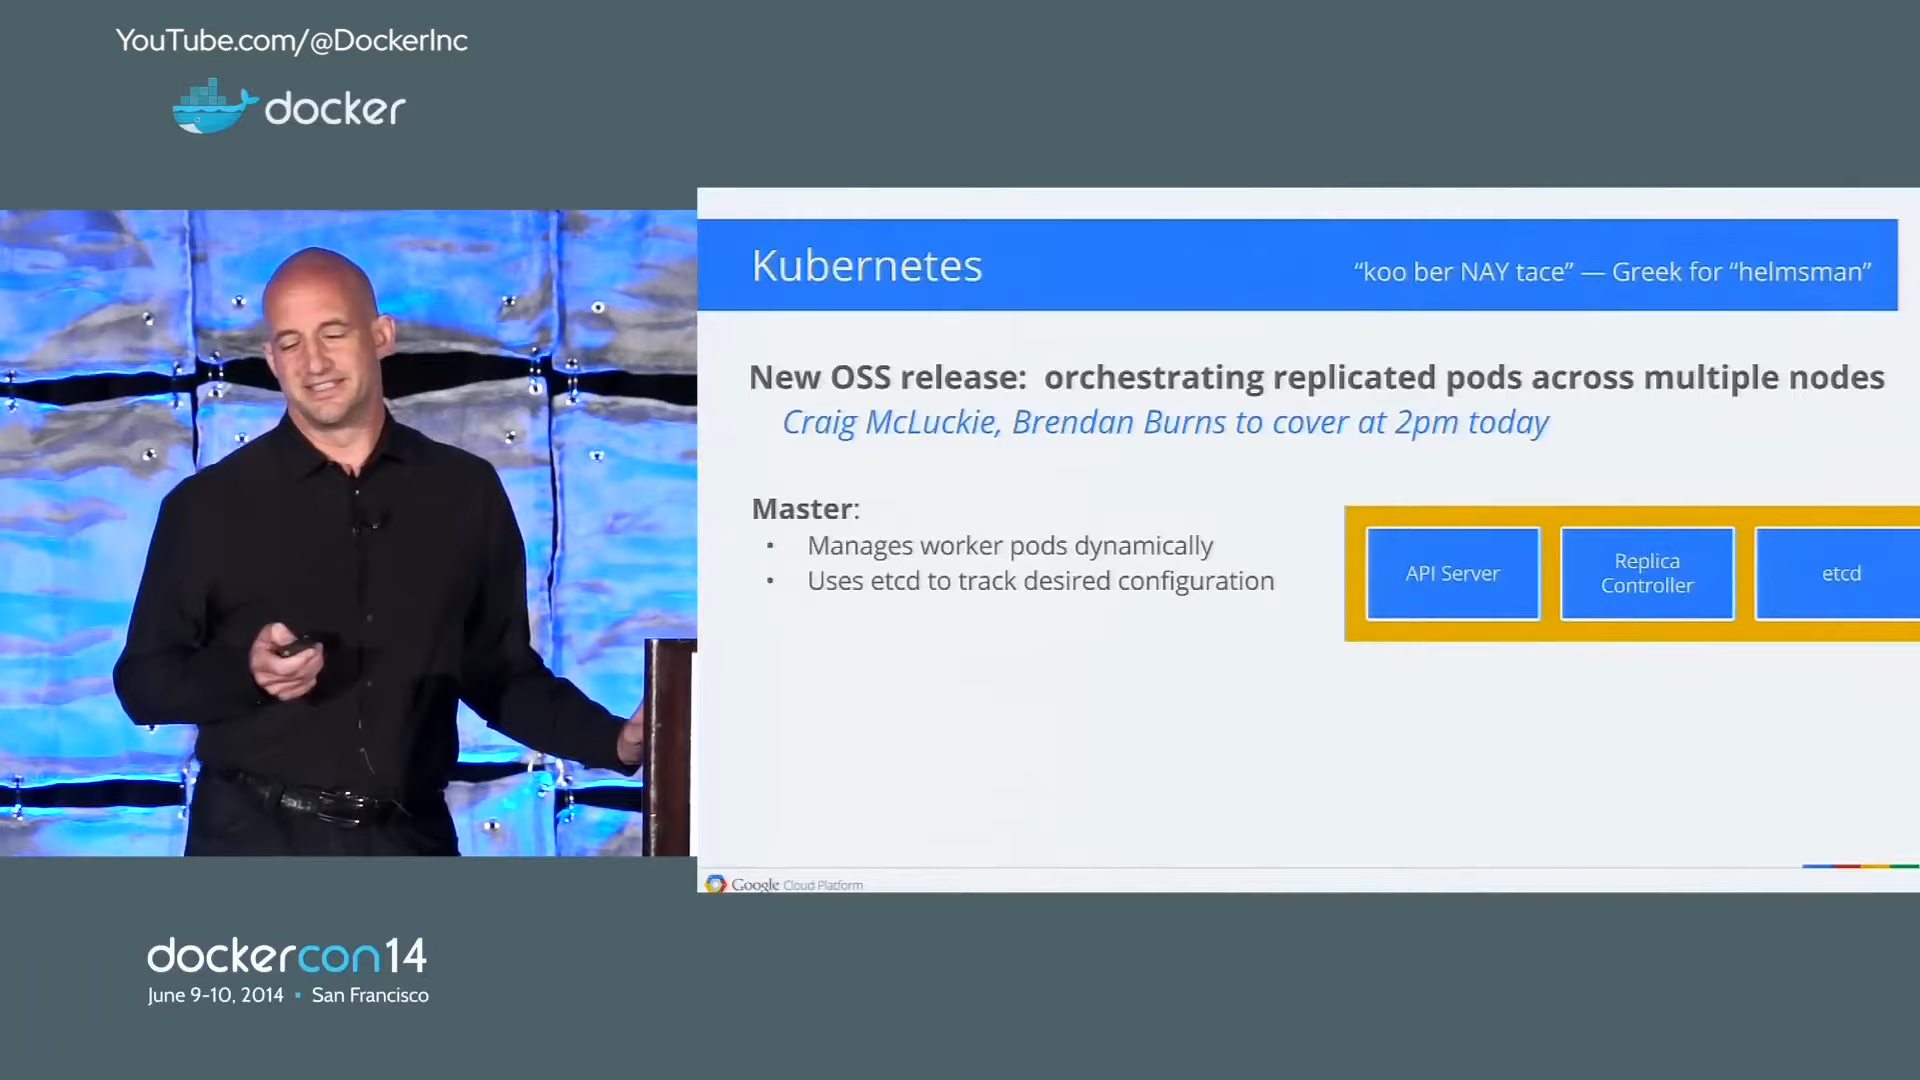 YouTube.com/@DockerInc
docker
Kubernetes
“koo ber NAY tace” — Greek for “helmsman”
New OSS release: orchestrating replicated pods across multiple nodes
Craig McLuckie, Brendan Burns to cover at 2pm today
Master:
• Manages worker pods dynamically
• Uses etcd to track desired configuration
API Server
Replica
Controller
etcd
Google Cloud Platform
dockercon14
June 9-10, 2014 ▪ San Francisco